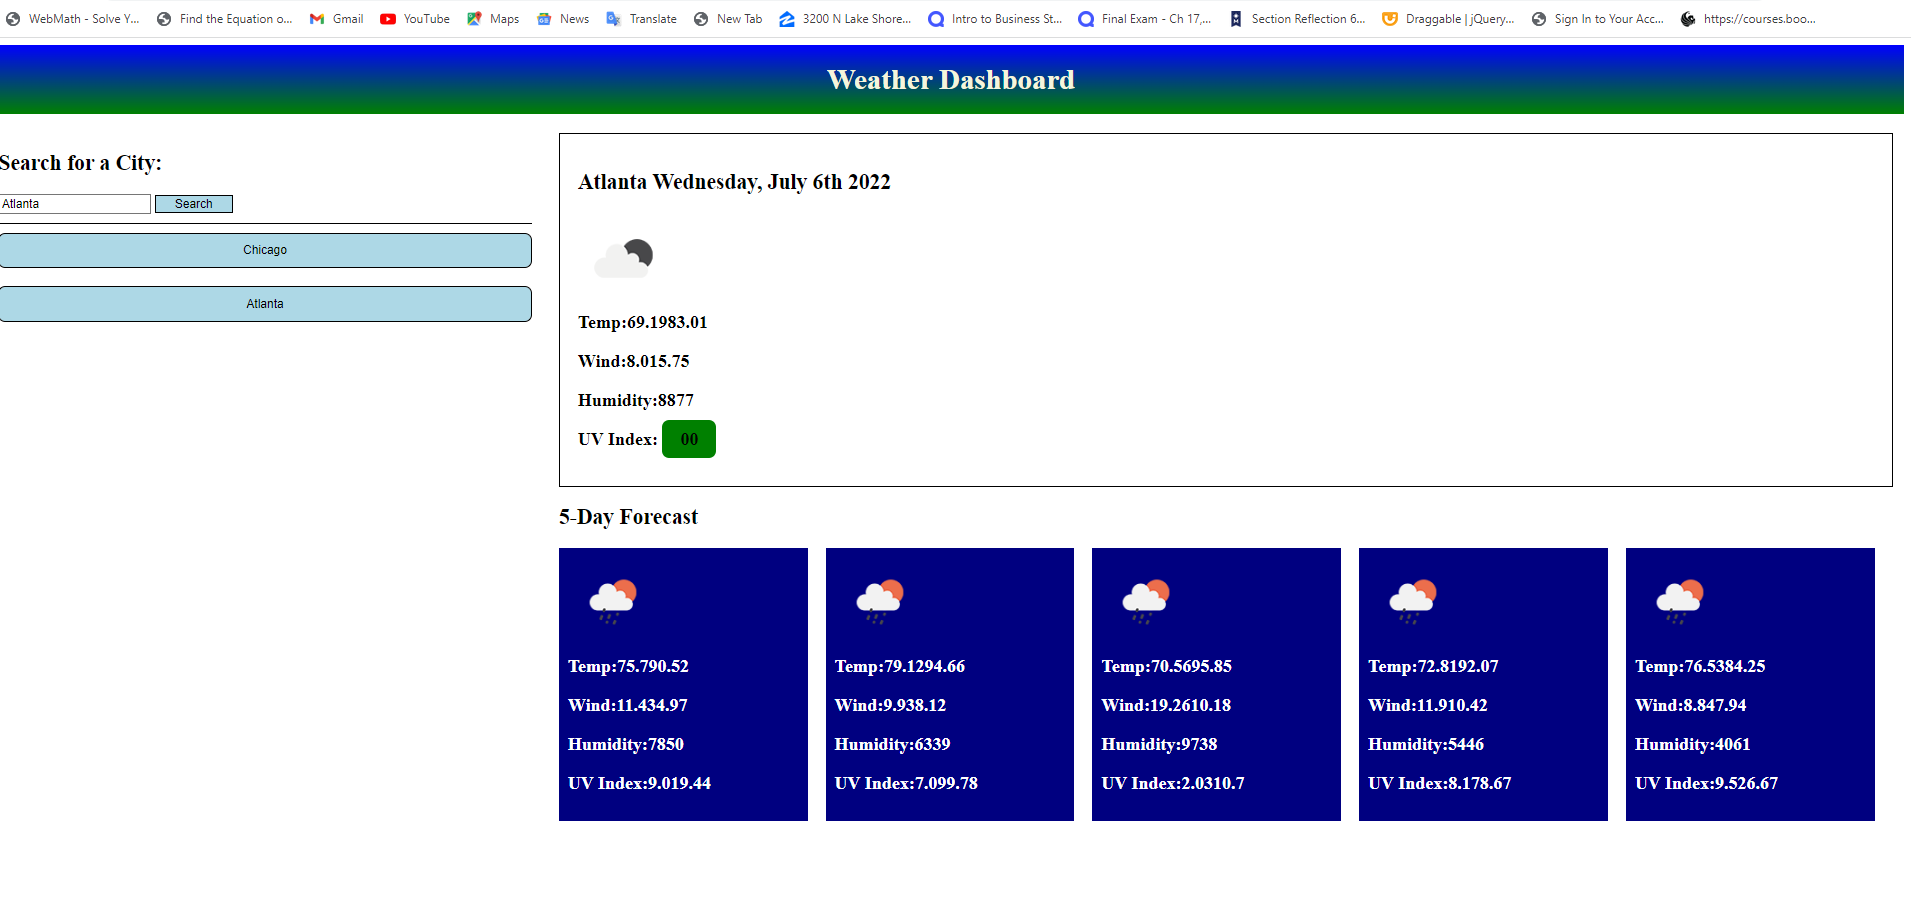 WebMath - Solve Y... Find the Equation o... Gmail YouTube Maps News Translate New Tab 3200 N Lake Shore... Intro to Business St... Final Exam - Ch 17,... Section Reflection 6... Draggable | jQuery... Sign In to Your Acc... https://courses.boo...
Weather Dashboard
Search for a City:
Atlanta Search
Chicago
Atlanta
Atlanta Wednesday, July 6th 2022
Temp:69.1983.01
Wind:8.015.75
Humidity:8877
UV Index: 00
5-Day Forecast
Temp:75.790.52
Wind:11.434.97
Humidity:7850
UV Index:9.019.44
Temp:79.1294.66
Wind:9.938.12
Humidity:6339
UV Index:7.099.78
Temp:70.5695.85
Wind:19.2610.18
Humidity:9738
UV Index:2.0310.7
Temp:72.8192.07
Wind:11.910.42
Humidity:5446
UV Index:8.178.67
Temp:76.5384.25
Wind:8.847.94
Humidity:4061
UV Index:9.526.67